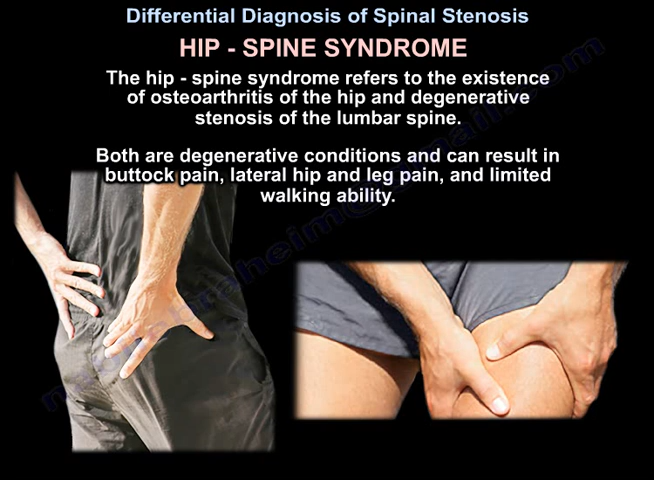 Differential Diagnosis of Spinal Stenosis
HIP - SPINE SYNDROME
The hip - spine syndrome refers to the existence
of osteoarthritis of the hip and degenerative
stenosis of the lumbar spine.
Both are degenerative conditions and can result in
buttock pain, lateral hip and leg pain, and limited
walking ability.